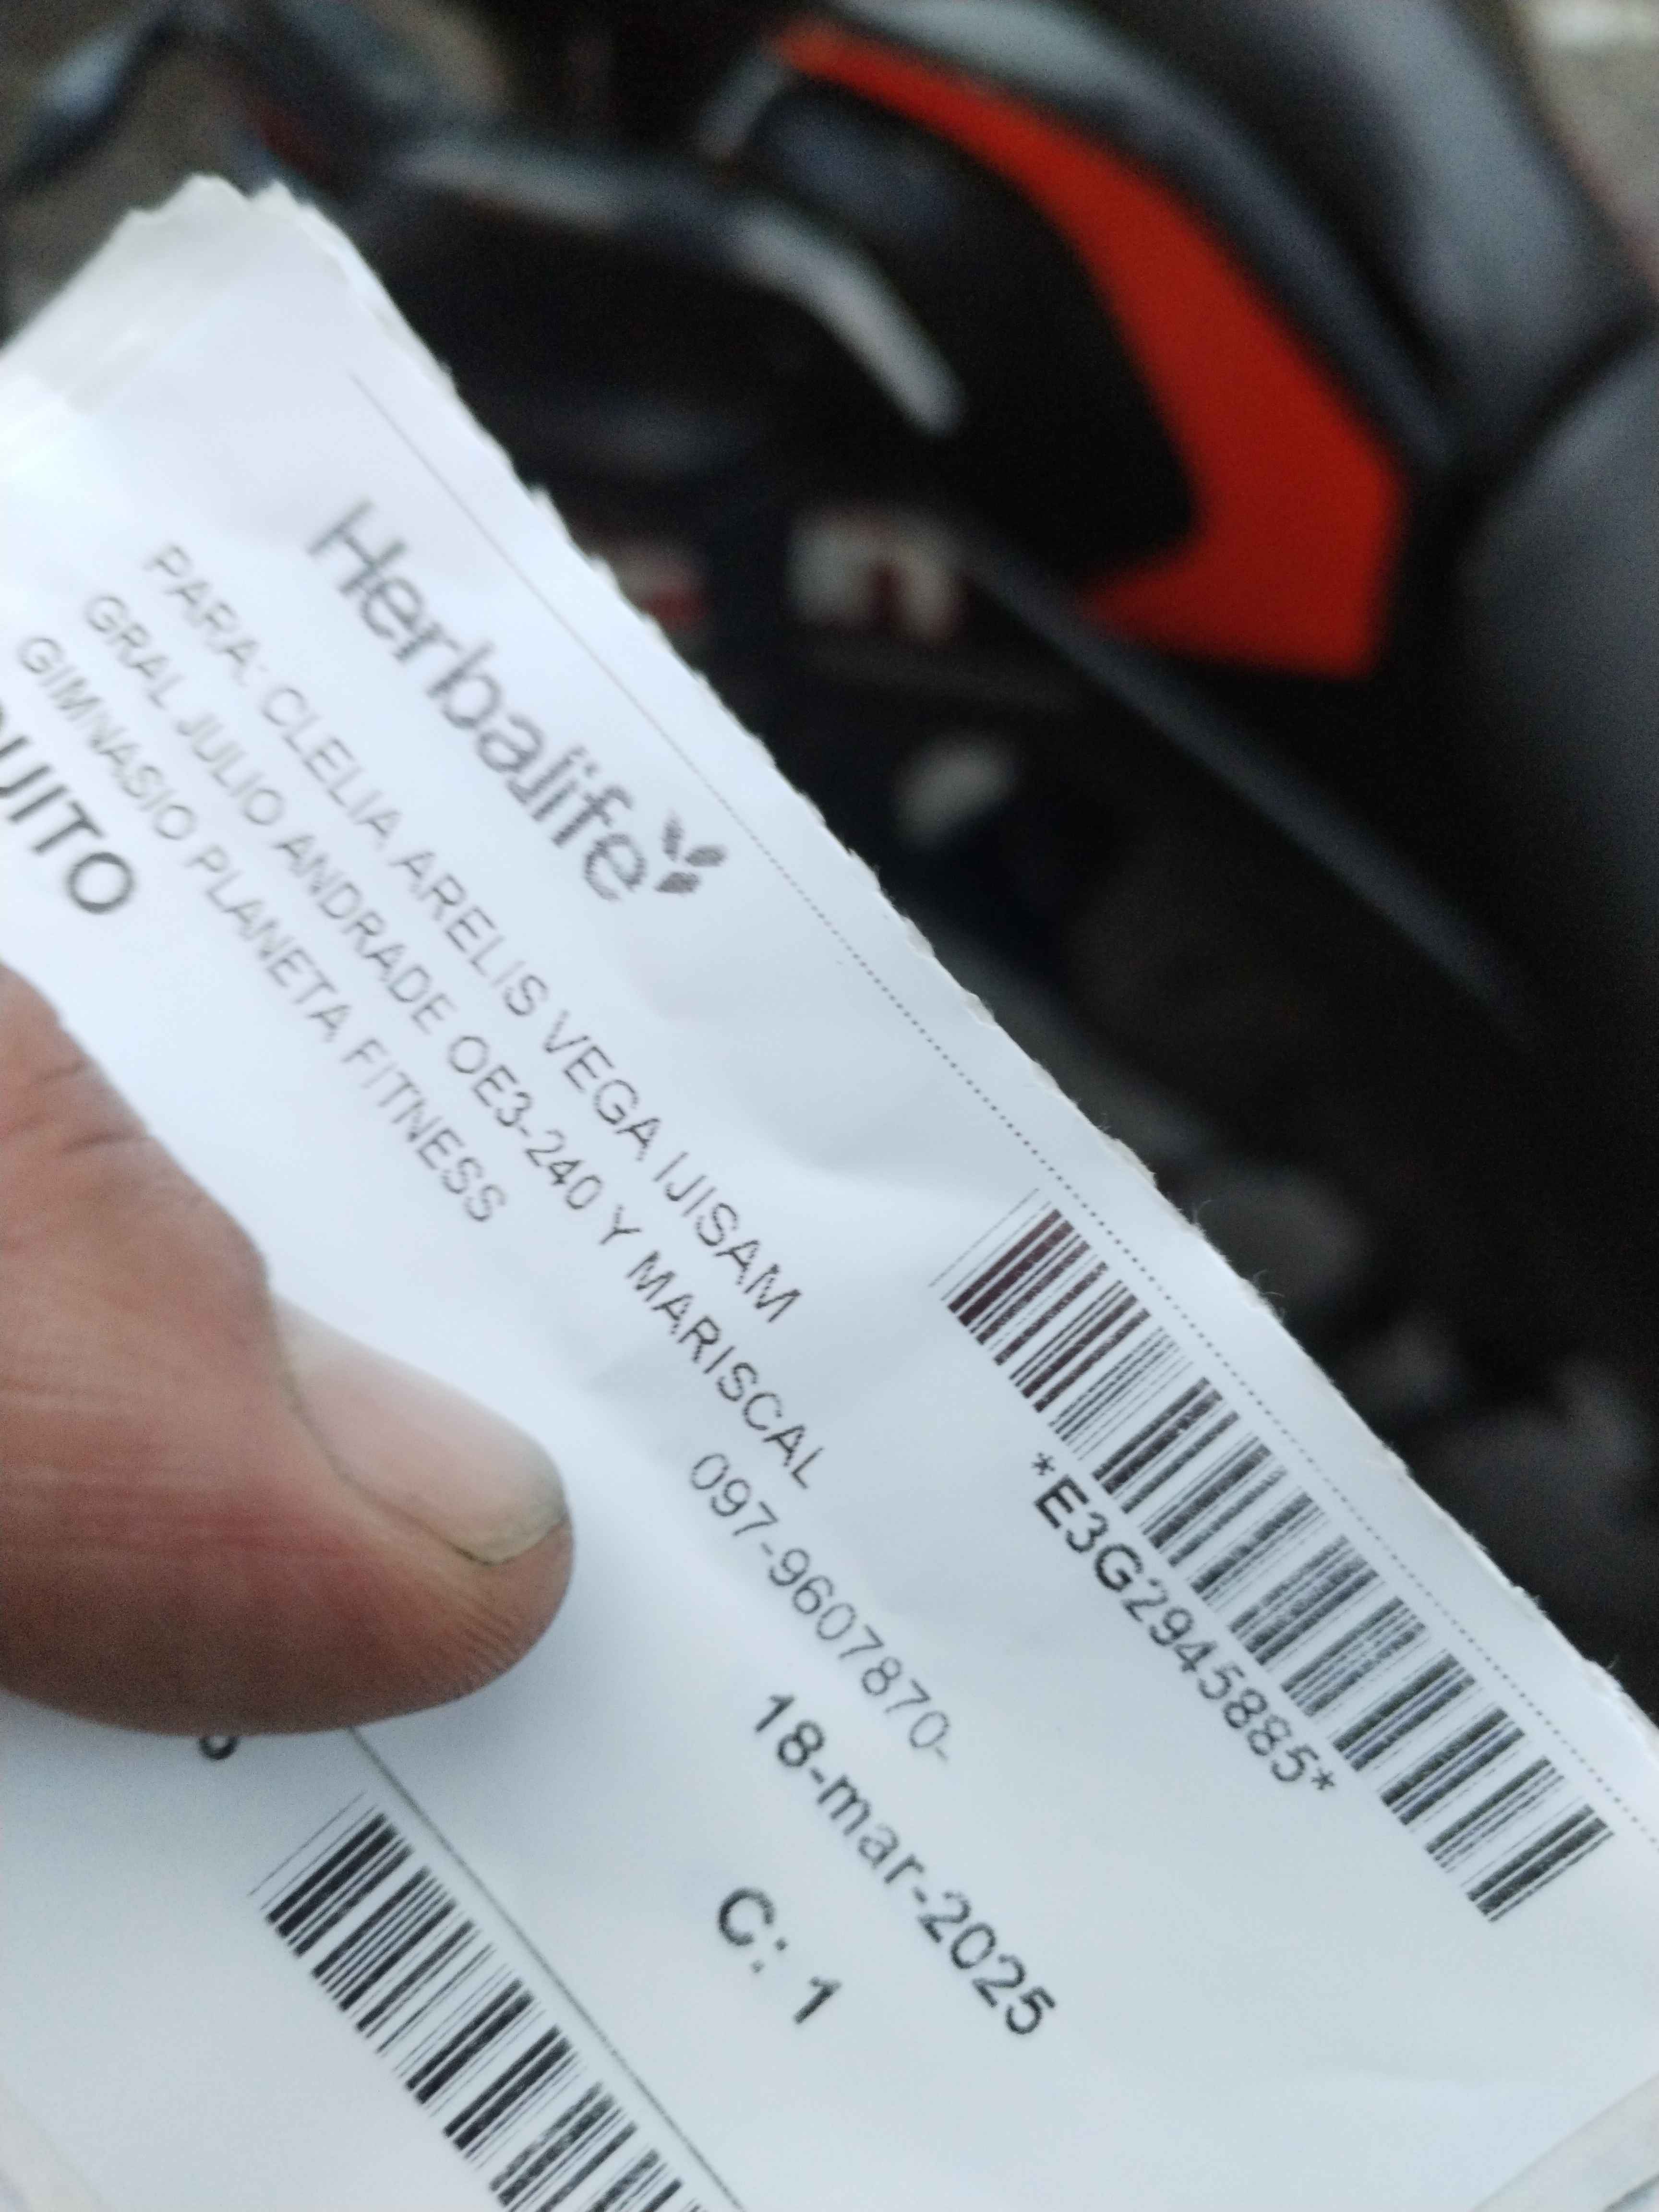 Herbalife
*E3G2945885*
PARA: CLELIA ARELIS VEGA IJISAM
GRAL JULIO ANDRADE OE3-240 Y MARISCAL
097-9607870-
GIMNASIO PLANETA FITNESS
18-mar-2025
UITO
C: 1